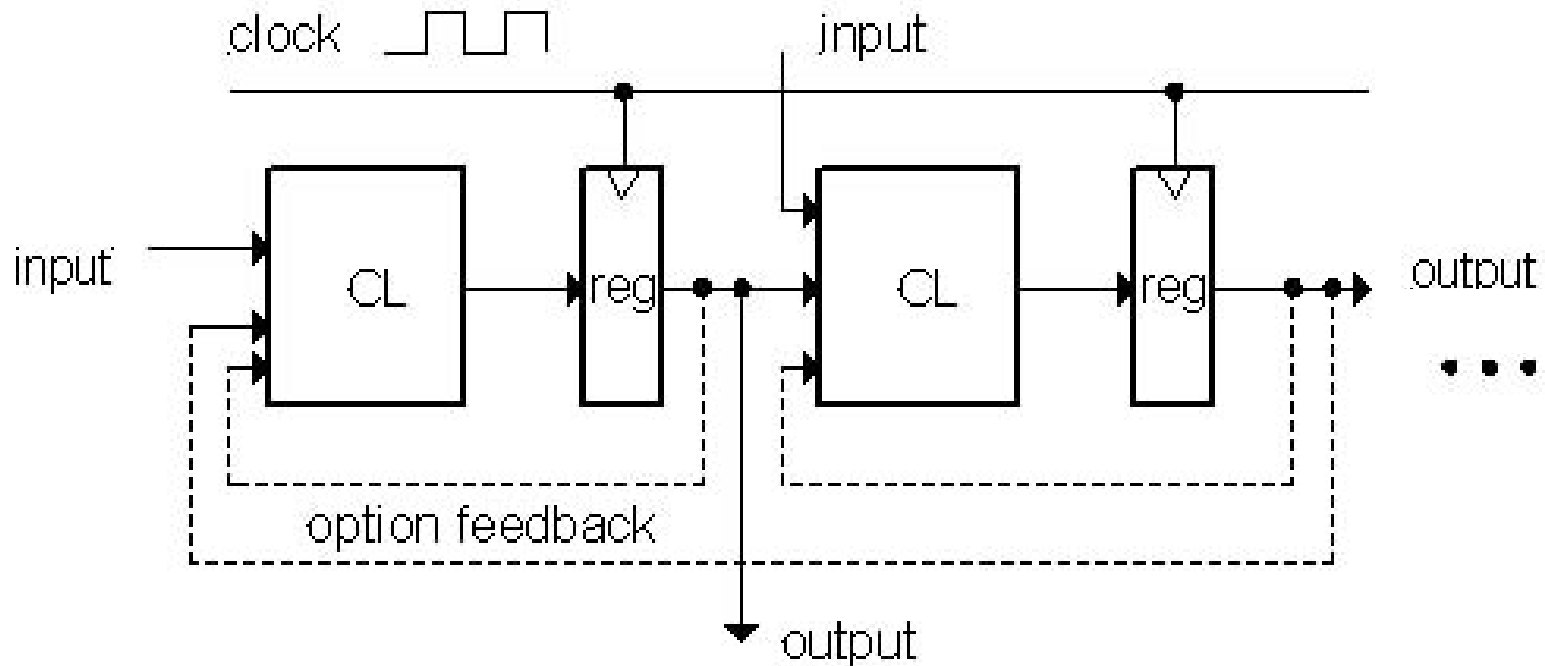 clock
input
input
CL
reg
CL
reg
output
option feedback
output